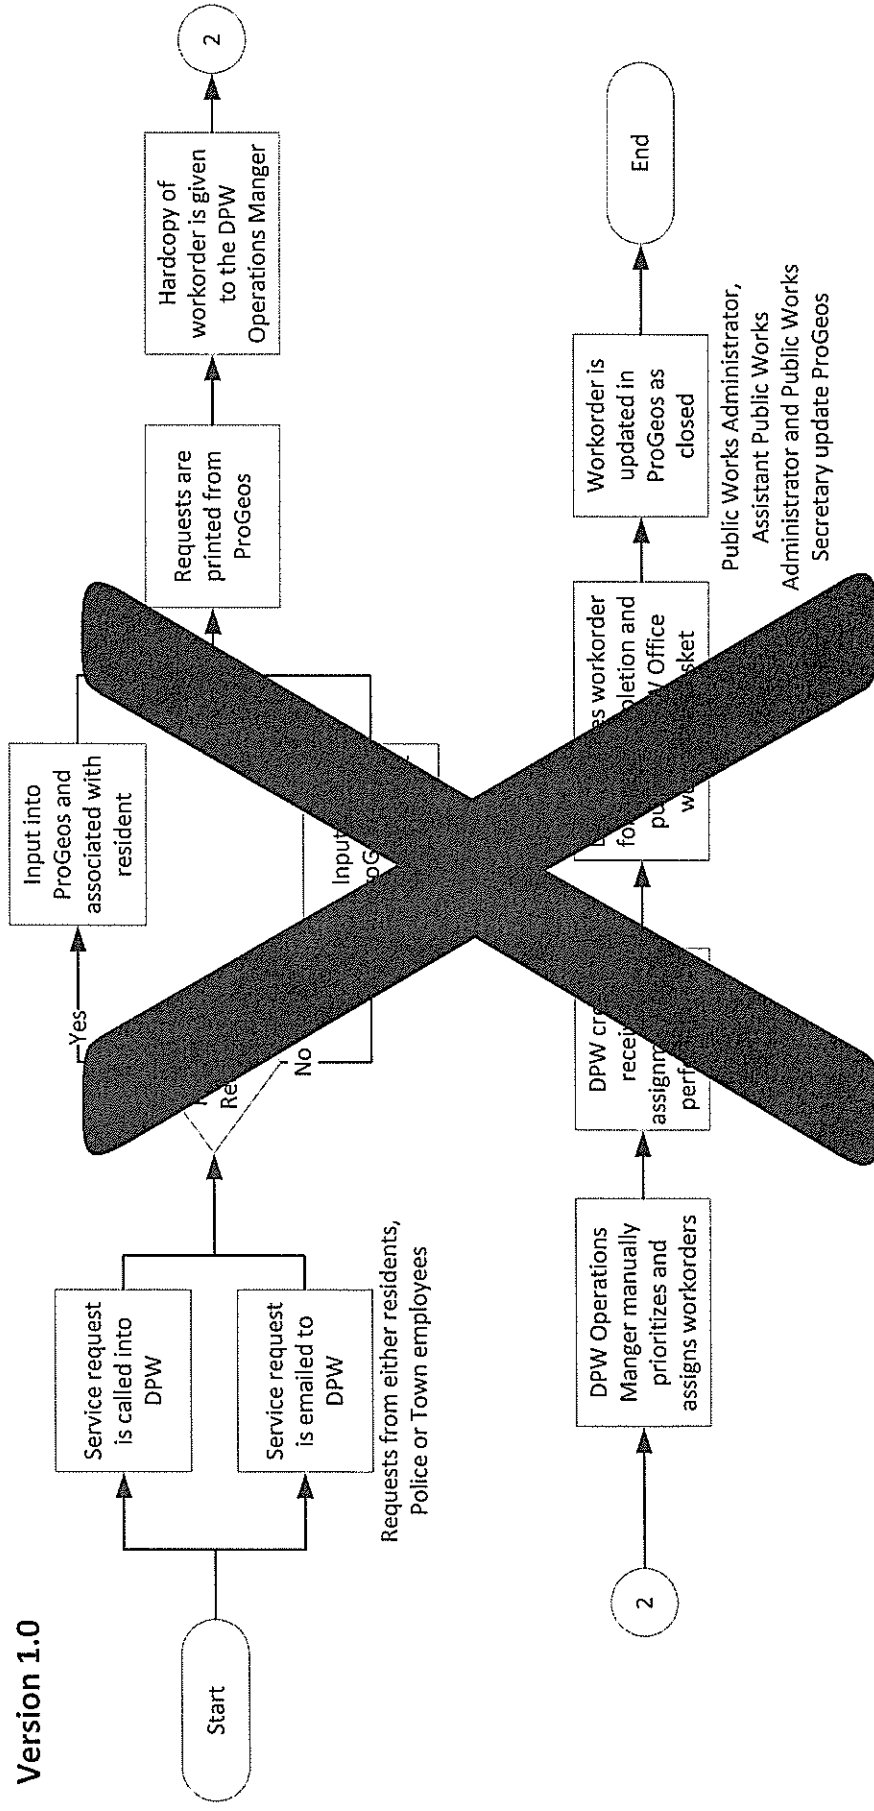 Version 1.0
Start
Service request
is called into
DPW
Service request
is emailed to
DPW
Requests from either residents,
Police or Town employees
Yes
No
Input into
ProGeos and
associated with
resident
Requests are
printed from
ProGeos
Hardcopy of
workorder is given
to the DPW
Operations Manger
2
2
DPW Operations
Manger manually
prioritizes and
assigns workorders
DPW
workorder
and
Office
Workorder is
updated in
ProGeos as
closed
Public Works Administrator,
Assistant Public Works
Administrator and Public Works
Secretary update ProGeos
End